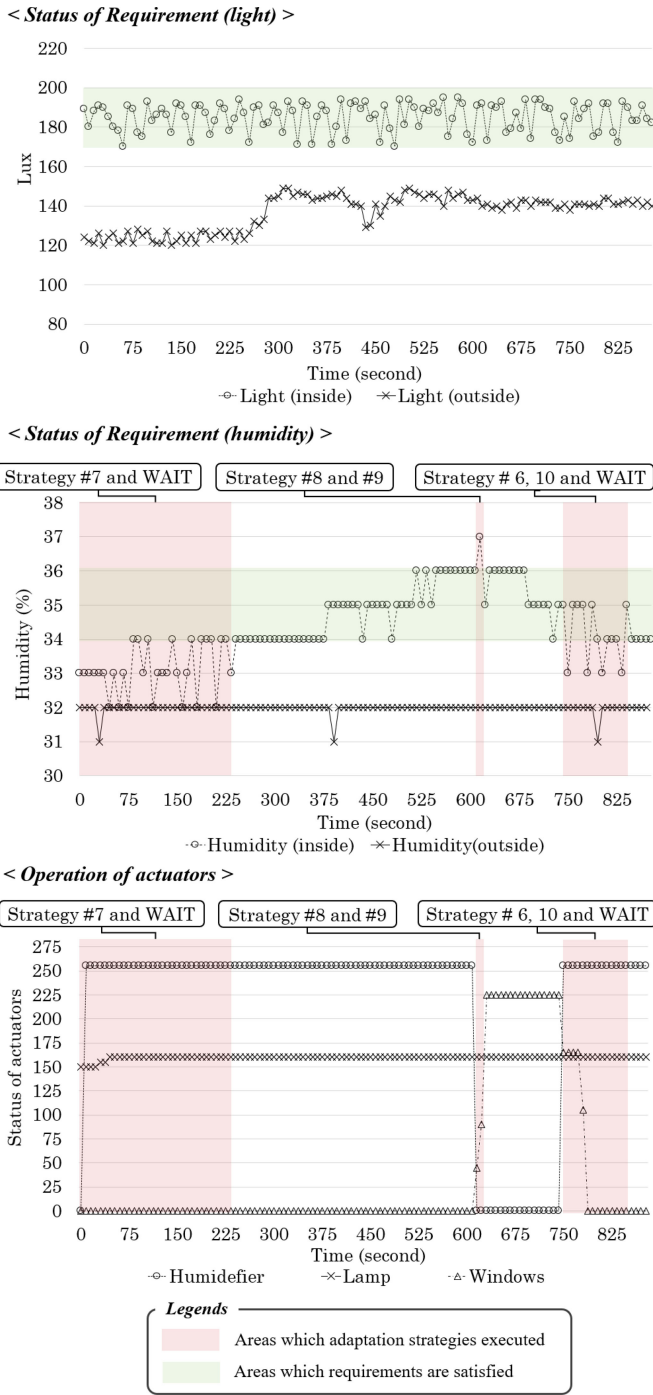 < Status of Requirement (light) >
220
200
180
160
140
120
100
80
Lux
0 75 150 225 300 375 450 525 600 675 750 825
Time (second)
Light (inside) Light (outside)
< Status of Requirement (humidity) >
Strategy #7 and WAIT Strategy #8 and #9 Strategy # 6, 10 and WAIT
38
37
36
35
34
33
32
31
30
Humidity (%)
0 75 150 225 300 375 450 525 600 675 750 825
Time (second)
Humidity (inside) Humidity(outside)
< Operation of actuators >
Strategy #7 and WAIT Strategy #8 and #9 Strategy # 6, 10 and WAIT
275
250
225
200
175
150
125
100
75
50
25
0
Status of actuators
0 75 150 225 300 375 450 525 600 675 750 825
Time (second)
Humidefier Lamp Windows
Legends
Areas which adaptation strategies executed
Areas which requirements are satisfied